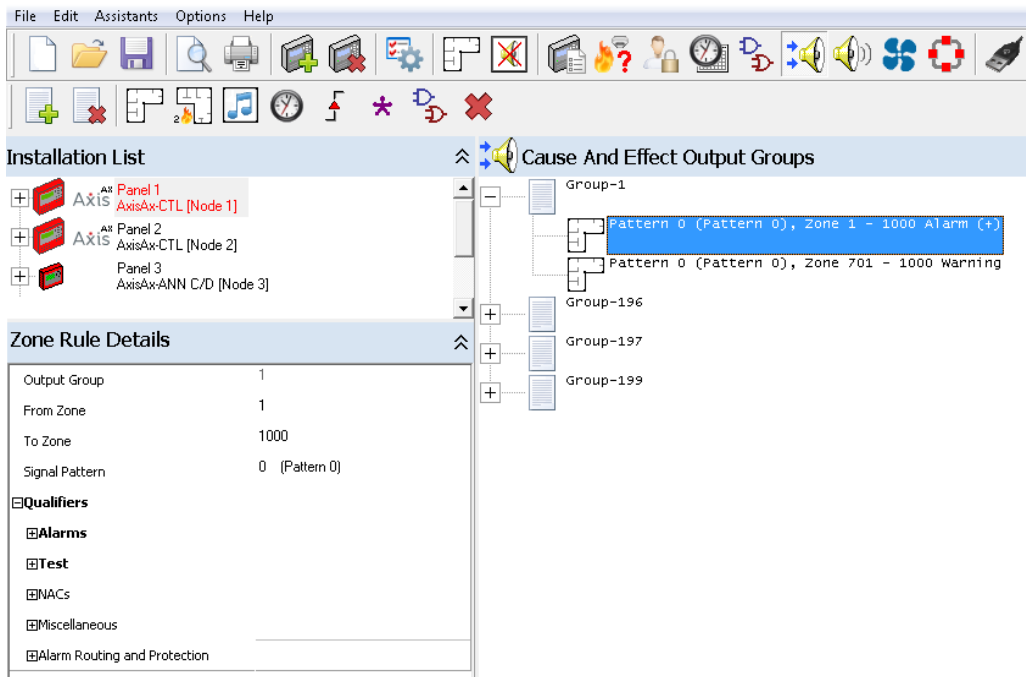 File Edit Assistants Options Help
2
Installation List
Cause And Effect Output Groups
Axis AX Panel 1
AxisAx-CTL [Node 1]
Axis AX Panel 2
AxisAx-CTL [Node 2]
Panel 3
AxisAx-ANN C/D [Node 3]
Group-1
Pattern 0 (Pattern 0), Zone 1 - 1000 Alarm (+)
Pattern 0 (Pattern 0), Zone 701 - 1000 Warning
Group-196
Group-197
Group-199
Zone Rule Details
Output Group 1
From Zone 1
To Zone 1000
Signal Pattern 0 (Pattern 0)
Qualifiers
Alarms
Test
NACs
Miscellaneous
Alarm Routing and Protection